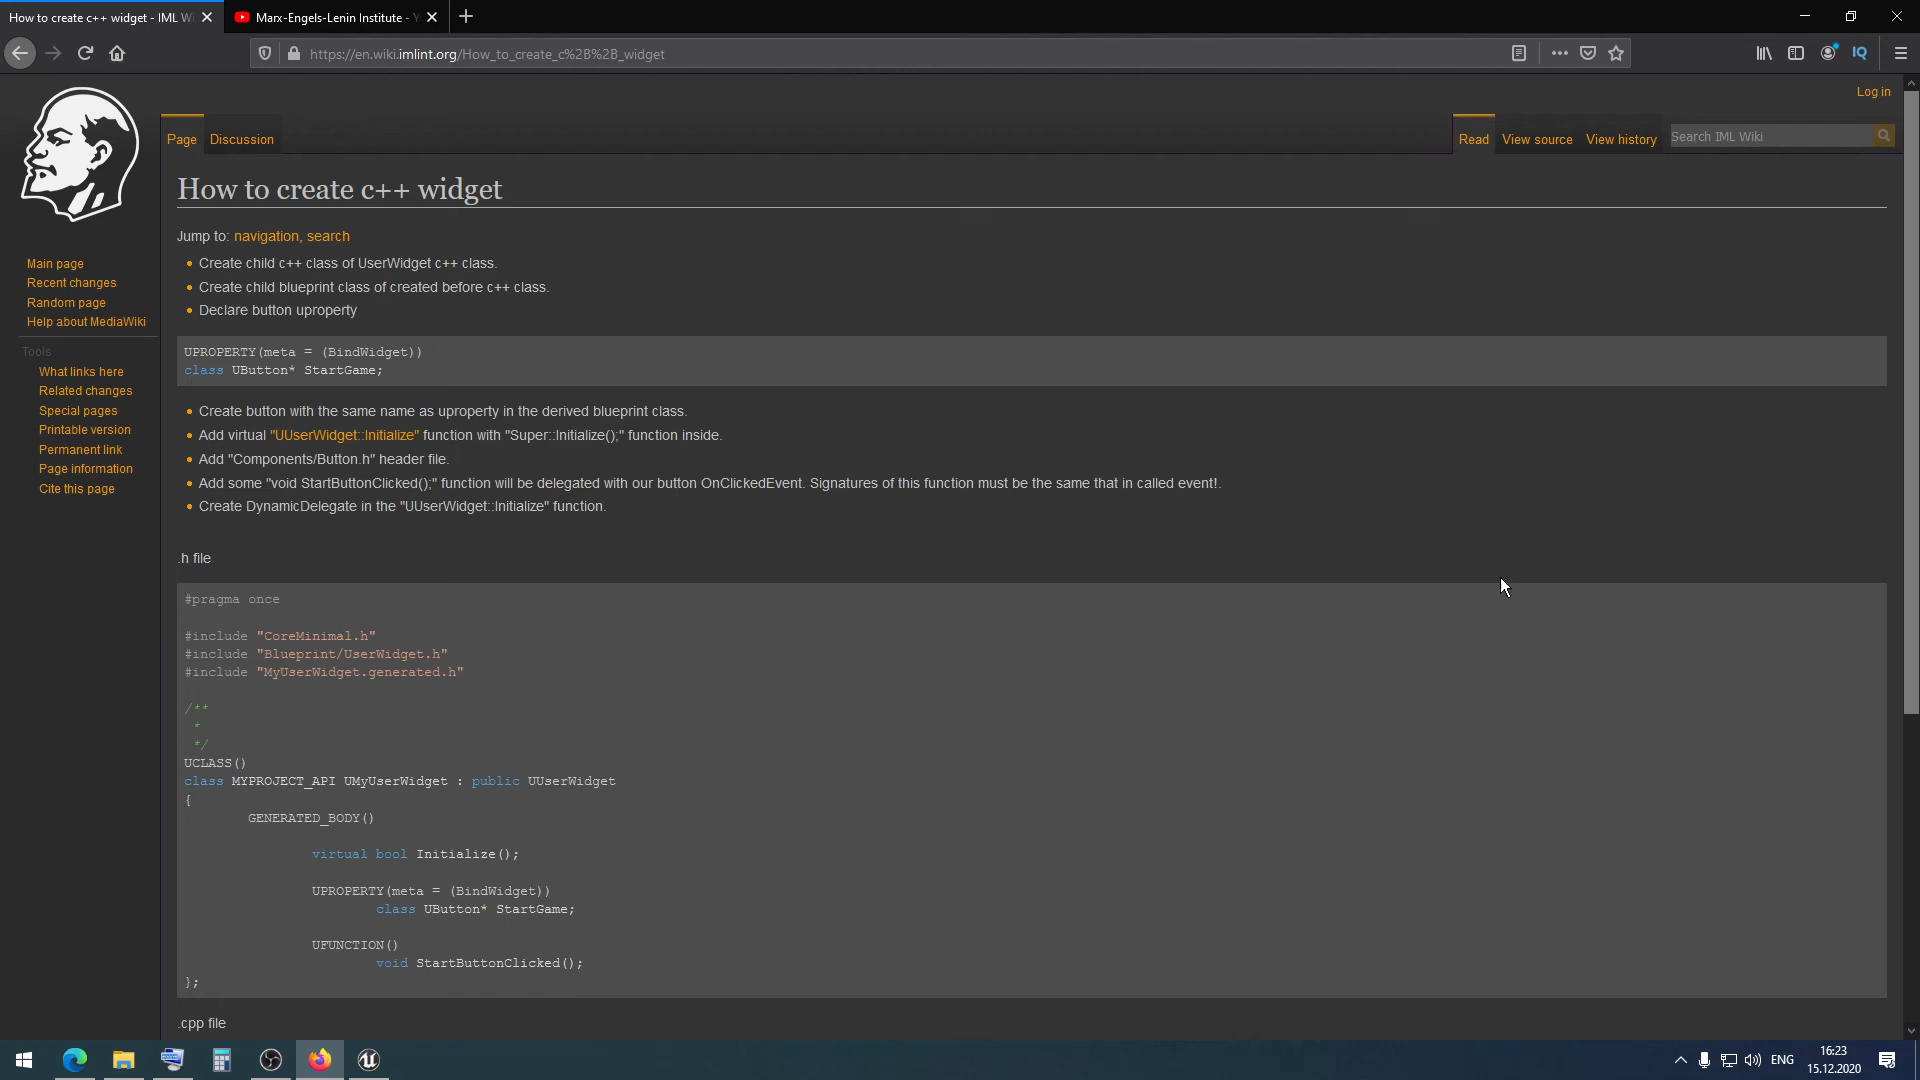 How to create c++ widget - IML Wi
Marx-Engels-Lenin Institute - Y
https://en.wiki.imlint.org/How_to_create_c%2B%2B_widget
IQ
Log in
Page
Discussion
Read
View source
View history
Search IML Wiki
How to create c++ widget
Jump to: navigation, search
Create child c++ class of UserWidget c++ class.
Create child blueprint class of created before c++ class.
Declare button uproperty
UPROPERTY(meta = (BindWidget))
class UButton* StartGame;
Create button with the same name as uproperty in the derived blueprint class.
Add virtual "UUserWidget::Initialize" function with "Super::Initialize();" function inside.
Add "Components/Button.h" header file.
Add some "void StartButtonClicked();" function will be delegated with our button OnClickedEvent. Signatures of this function must be the same that in called event!.
Create DynamicDelegate in the "UUserWidget::Initialize" function.
.h file
#pragma once
#include "CoreMinimal.h"
#include "Blueprint/UserWidget.h"
#include "MyUserWidget.generated.h"
/**
*
*/
UCLASS()
class MYPROJECT_API UMyUserWidget : public UUserWidget
{
GENERATED_BODY()
virtual bool Initialize();
UPROPERTY(meta = (BindWidget))
class UButton* StartGame;
UFUNCTION()
void StartButtonClicked();
};
.cpp file
Main page
Recent changes
Random page
Help about MediaWiki
Tools
What links here
Related changes
Special pages
Printable version
Permanent link
Page information
Cite this page
ENG
16:23
15.12.2020